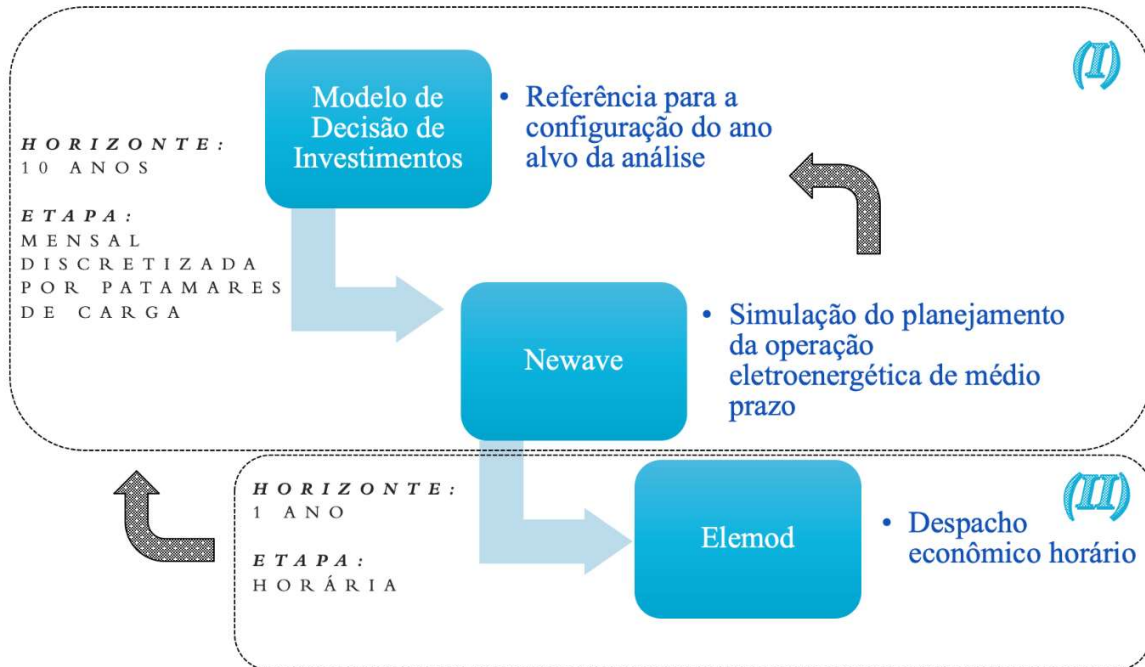 (I)
Modelo de
Decisão de
Investimentos
• Referência para a
configuração do ano
alvo da análise
HORIZONTE:
10 ANOS
ETAPA:
MENSAL
DISCRETIZADA
POR PATAMARES
DE CARGA
Newave
• Simulação do planejamento
da operação
eletroenergética de médio
prazo
(II)
HORIZONTE:
1 ANO
ETAPA:
HORÁRIA
Elemod
• Despacho
econômico horário